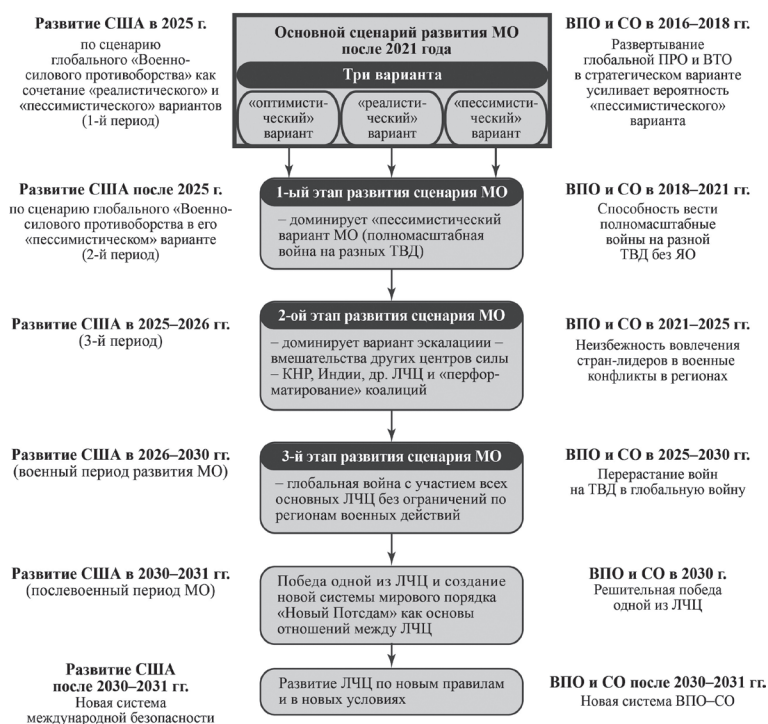 Развитие США в 2025 г.
по сценарию
глобального «Военно-
силового противоборства» как
сочетание «реалистического» и
«пессимистического» вариантов
(1-й период)
Основной сценарий развития МО
после 2021 года
Три варианта
«оптимисти-
ческий»
вариант
«реалисти-
ческий»
вариант
«пессимисти-
ческий»
вариант
ВПО и СО в 2016–2018 гг.
Развертывание
глобальной ПРО и ВТО
в стратегическом варианте
усиливает вероятность
«пессимистического»
варианта
Развитие США после 2025 г.
по сценарию глобального «Военно-
силового противоборства в его
«пессимистическом» варианте
(2-й период)
1-ый этап развития сценария МО
– доминирует «пессимистический
вариант МО (полномасштабная
война на разных ТВД)
ВПО и СО в 2018–2021 гг.
Способность вести
полномасштабные
войны на разной
ТВД без ЯО
Развитие США в 2025–2026 гг.
(3-й период)
2-ой этап развития сценария МО
– доминирует вариант эскалациии –
вмешательства других центров силы
– КНР, Индии, др. ЛЧЦ и «перфор-
матирование» коалиций
ВПО и СО в 2021–2025 гг.
Неизбежность вовлечения
стран-лидеров в военные
конфликты в регионах
Развитие США в 2026–2030 гг.
(военный период развития МО)
3-й этап развития сценария МО
– глобальная война с участием всех
основных ЛЧЦ без ограничений по
регионам военных действий
ВПО и СО в 2025–2030 гг.
Перерастание войн
на ТВД в глобальную войну
Развитие США в 2030–2031 гг.
(послевоенный период МО)
Победа одной из ЛЧЦ и создание
новой системы мирового порядка
«Новый Потсдам» как основы
отношений между ЛЧЦ
ВПО и СО в 2030 г.
Решительная победа
одной из ЛЧЦ
Развитие США
после 2030–2031 гг.
Новая система
международной безопасности
Развитие ЛЧЦ по новым правилам
и в новых условиях
ВПО и СО после 2030–2031 гг.
Новая система ВПО–СО